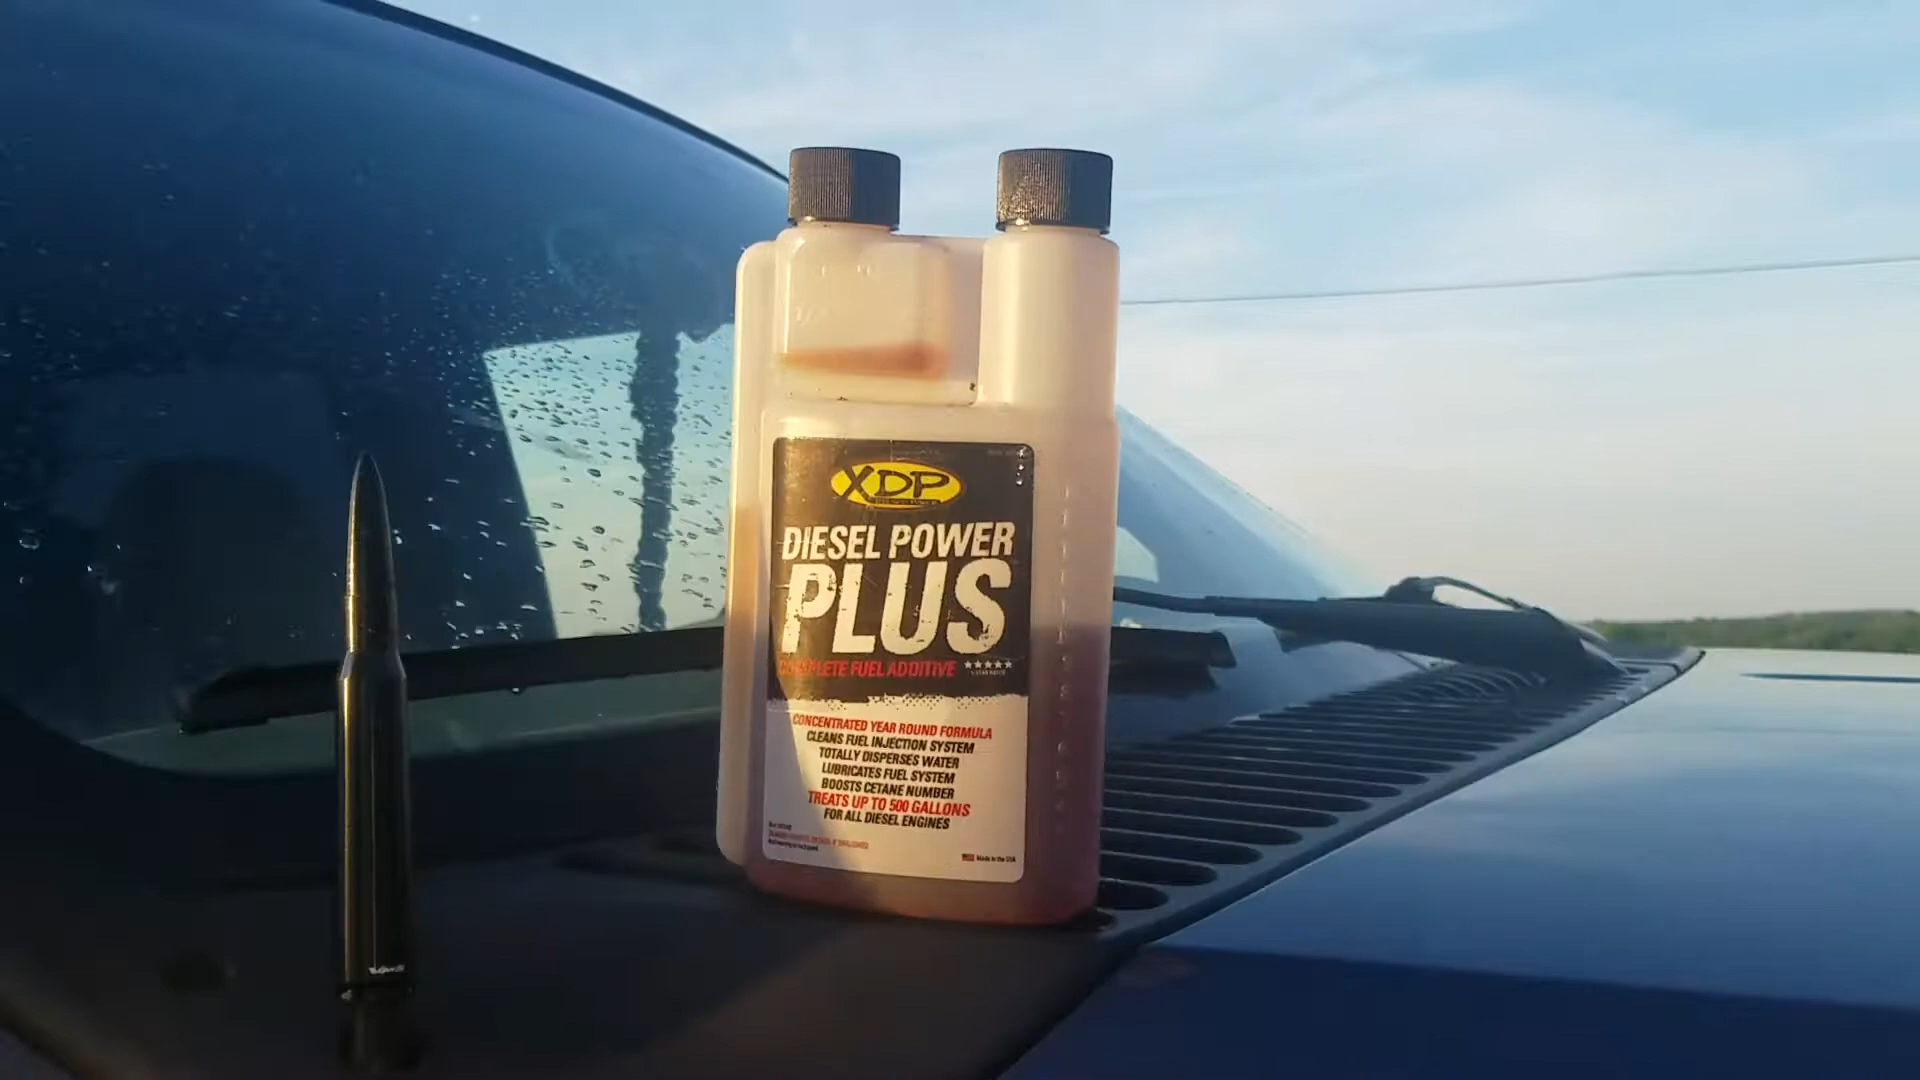 XDP
DIESEL POWER
PLUS
COMPLETE FUEL ADDITIVE
CONCENTRATED YEAR ROUND FORMULA
CLEANS FUEL INJECTION SYSTEM
TOTALLY DISPERSES WATER
LUBRICATES FUEL SYSTEM
BOOSTS CETANE NUMBER
TREATS UP TO 500 GALLONS
FOR ALL DIESEL ENGINES
Made in the USA